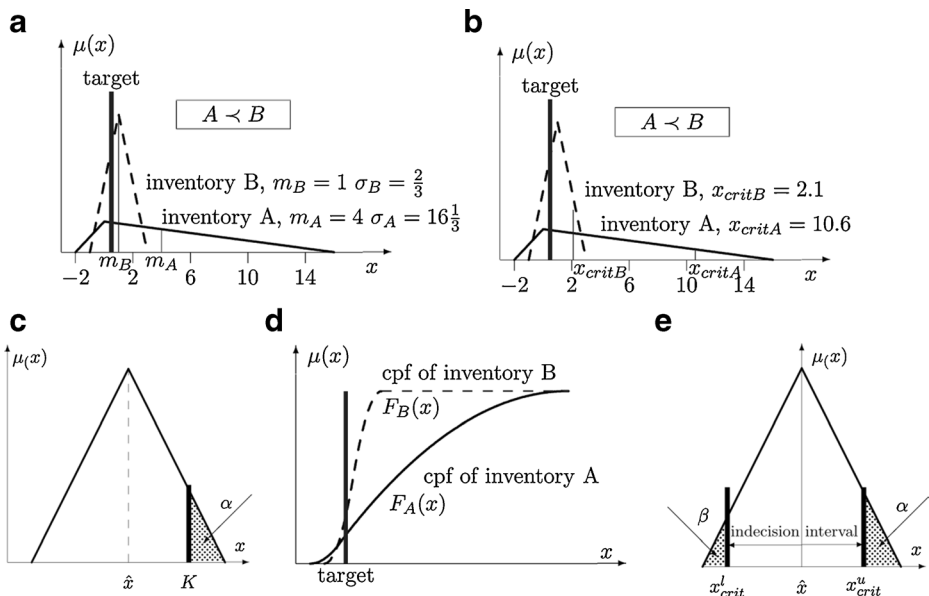 a
μ(x)
target
A ≺ B
inventory B, m_B = 1 σ_B = 2/3
inventory A, m_A = 4 σ_A = 16 1/3
−2 m_B 2 m_A 6 10 14 x
b
μ(x)
target
A ≺ B
inventory B, x_critB = 2.1
inventory A, x_critA = 10.6
−2 2 x_critB 6 10 x_critA 14 x
c
μ(x)
α
x
x̂ K
d
μ(x)
cpf of inventory B
F_B(x)
cpf of inventory A
F_A(x)
x
target
e
μ(x)
β α
indecision interval
x
x^l_crit x̂ x^u_crit